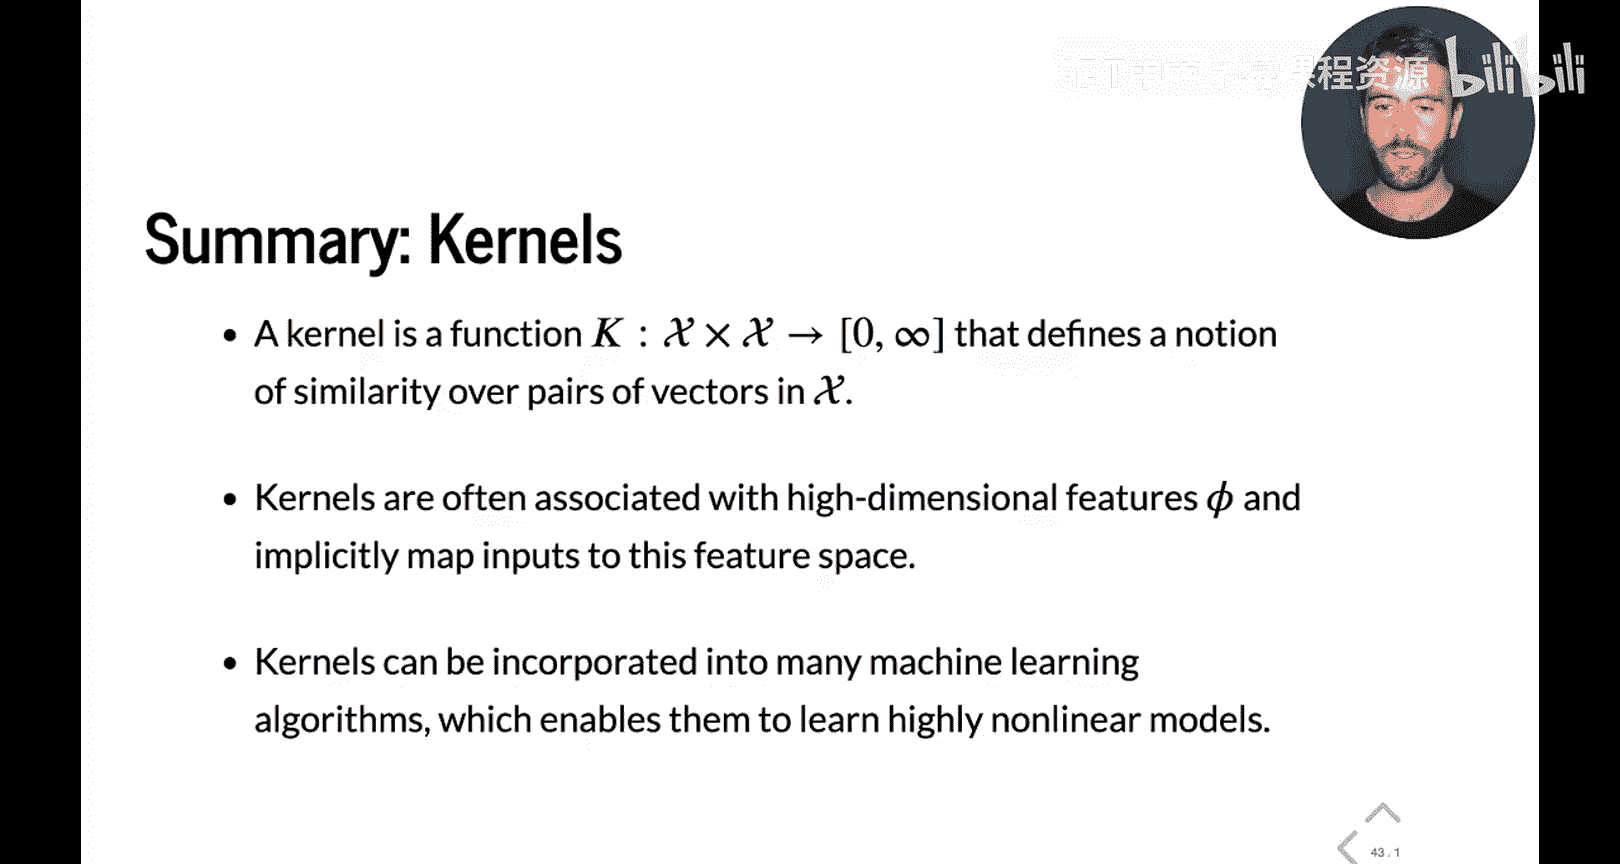 程资源 bilibili
Summary: Kernels
• A kernel is a function K : 𝒳 × 𝒳 → [0, ∞] that defines a notion
of similarity over pairs of vectors in 𝒳.
• Kernels are often associated with high-dimensional features ϕ and
implicitly map inputs to this feature space.
• Kernels can be incorporated into many machine learning
algorithms, which enables them to learn highly nonlinear models.
43.1